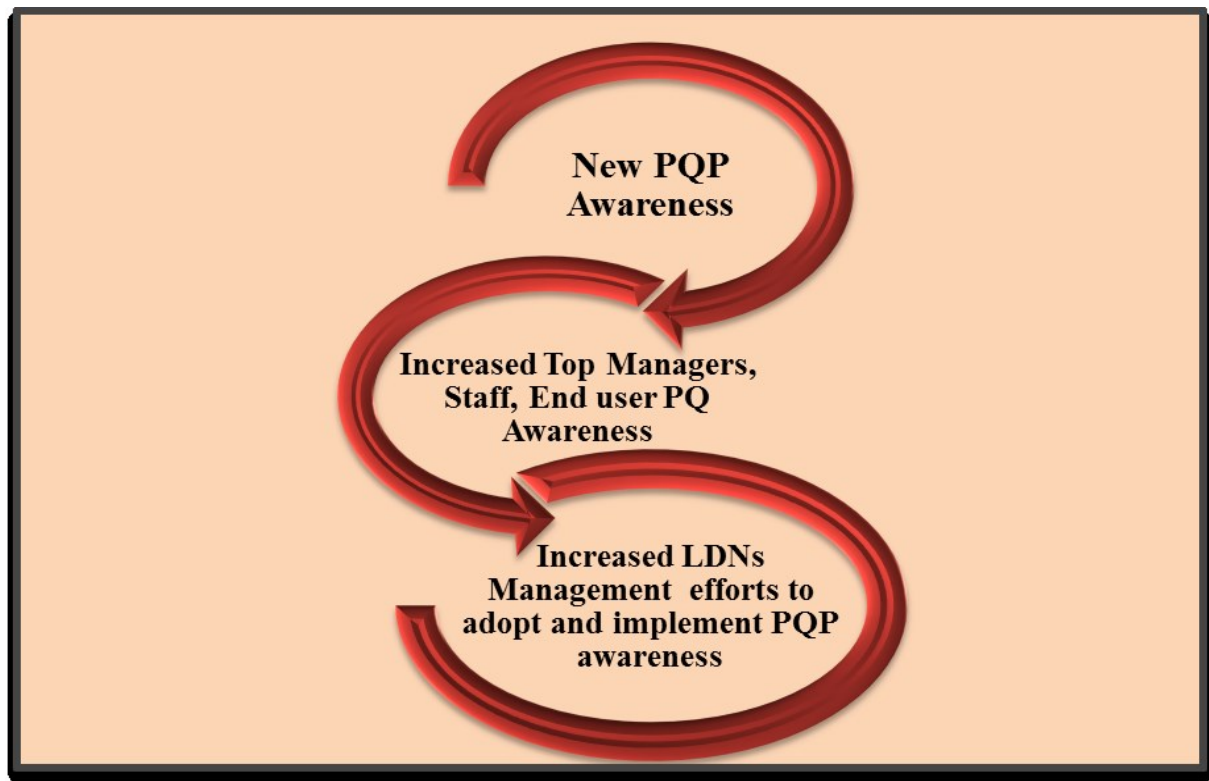 New PQP
Awareness
Increased Top Managers,
Staff, End user PQ
Awareness
Increased LDNs
Management efforts to
adopt and implement PQP
awareness